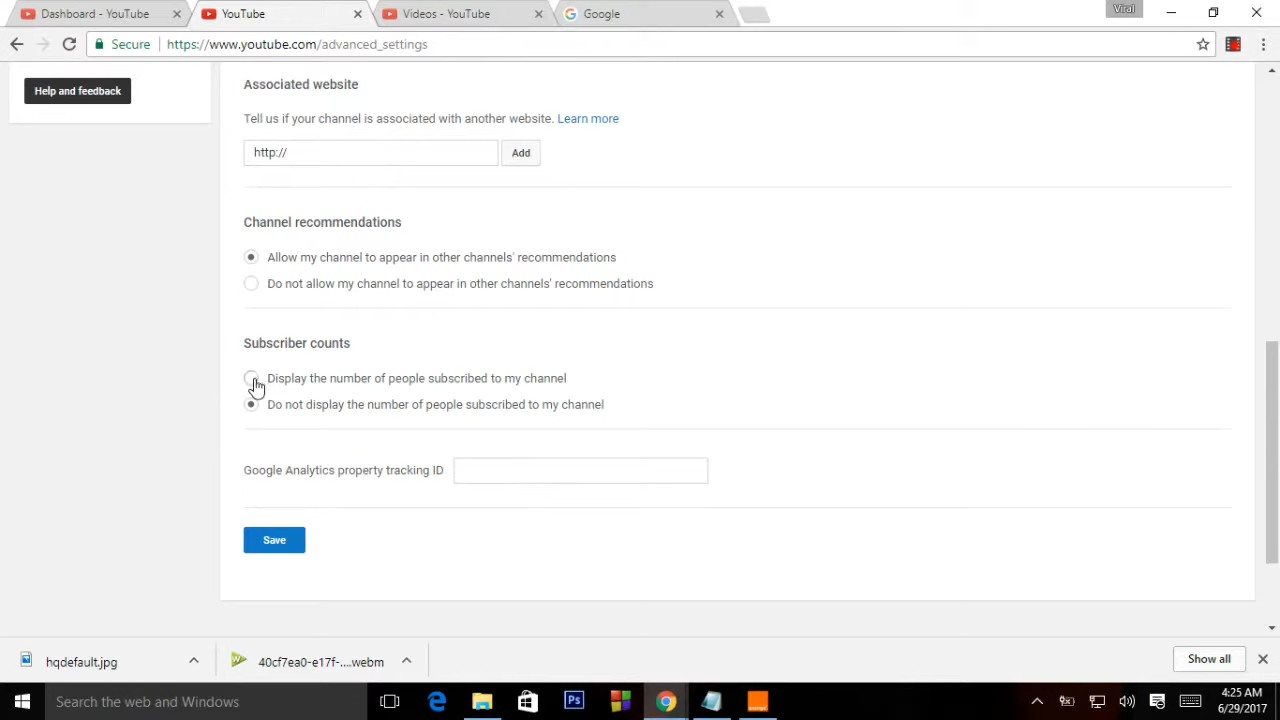 Dashboard - YouTube
YouTube
Videos - YouTube
Google
Viral
Secure
https://www.youtube.com/advanced_settings
Help and feedback
Associated website
Tell us if your channel is associated with another website. Learn more
http://
Add
Channel recommendations
Allow my channel to appear in other channels' recommendations
Do not allow my channel to appear in other channels' recommendations
Subscriber counts
Display the number of people subscribed to my channel
Do not display the number of people subscribed to my channel
Google Analytics property tracking ID
Save
hqdefault.jpg
40cf7ea0-e17f-....webm
Show all
Search the web and Windows
Ps
4:25 AM
6/29/2017